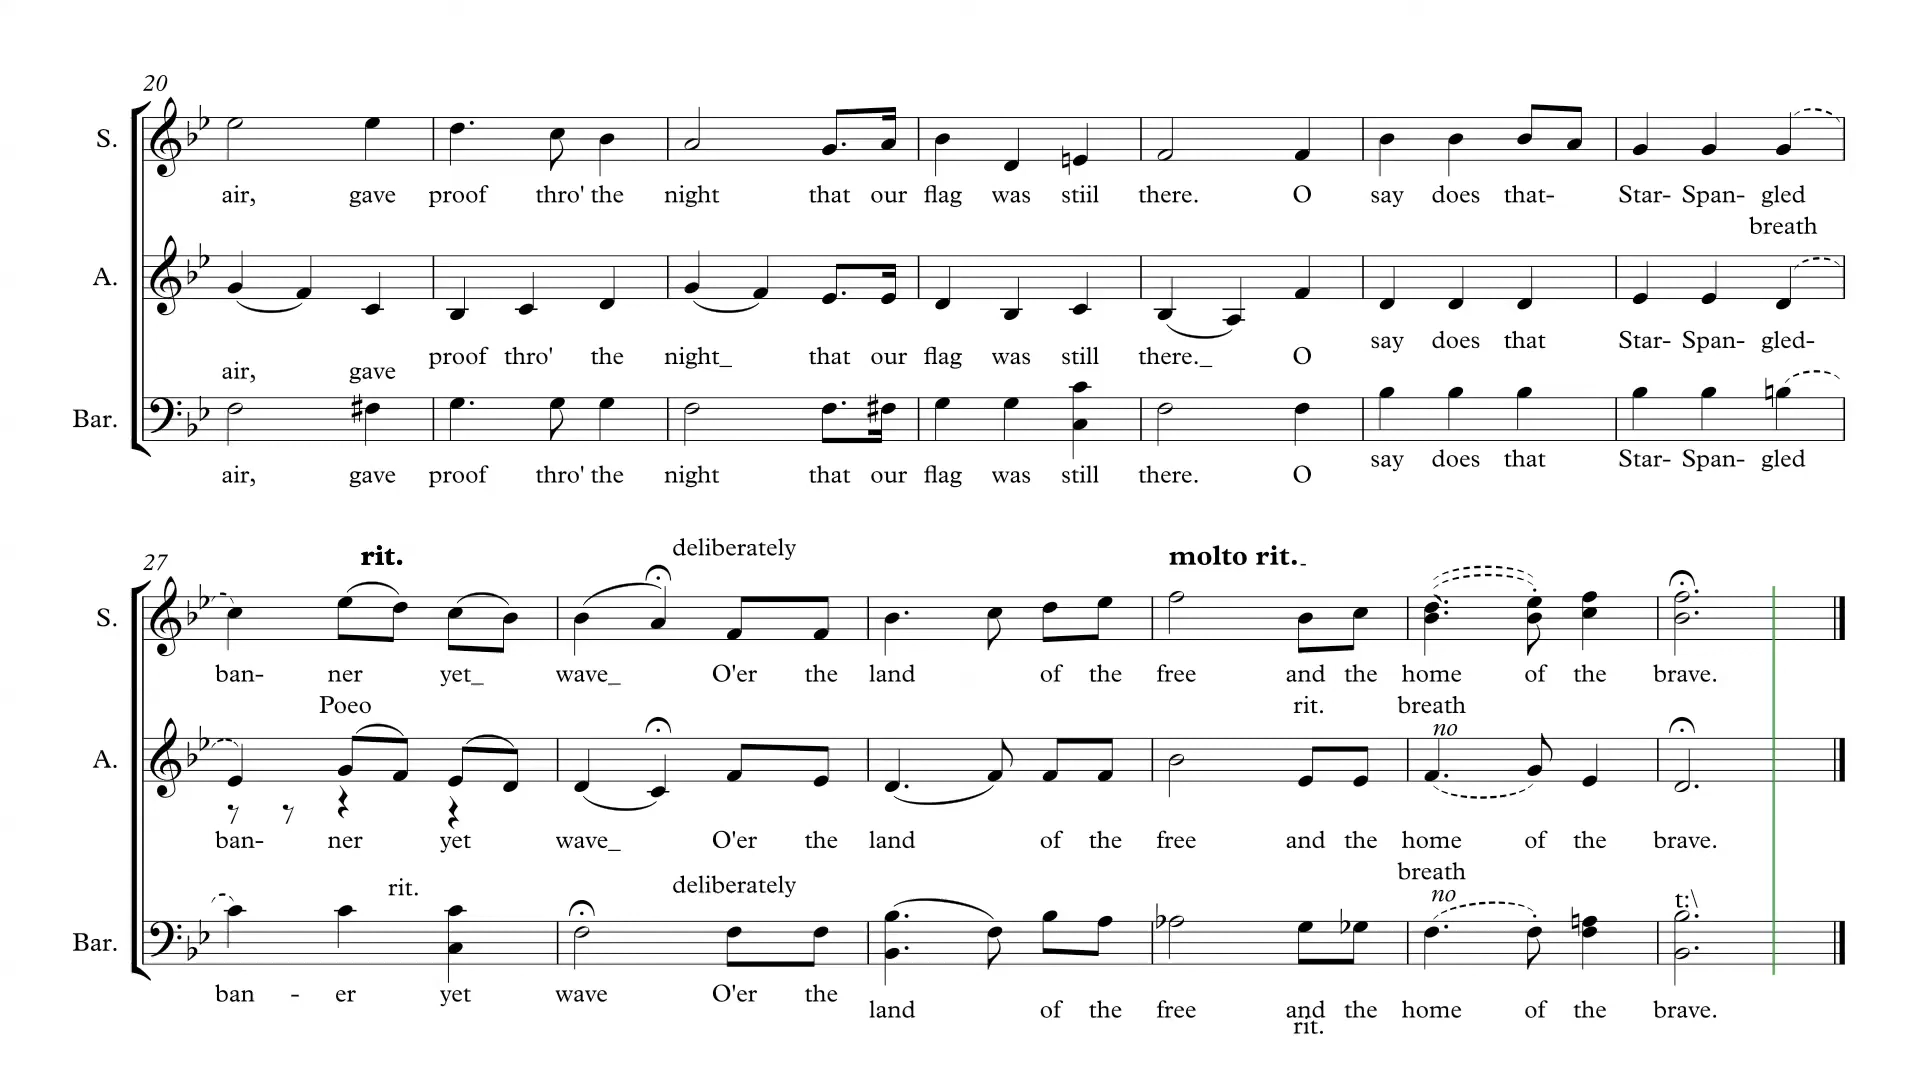 20
S.
air, gave proof thro' the night that our flag was stiil there. O say does that- Star- Span- gled
breath
A.
air, gave proof thro' the night_ that our flag was still there._ O say does that Star- Span- gled-
Bar.
air, gave proof thro' the night that our flag was still there. O say does that Star- Span- gled
27
rit. deliberately molto rit.-
S.
ban- ner yet_ wave_ O'er the land of the free and the home of the brave.
Poeo rit. breath
no
A.
ban- ner yet wave_ O'er the land of the free and the home of the brave.
breath
rit. deliberately no
t:\
Bar.
ban - er yet wave O'er the land of the free and the home of the brave.
rit.